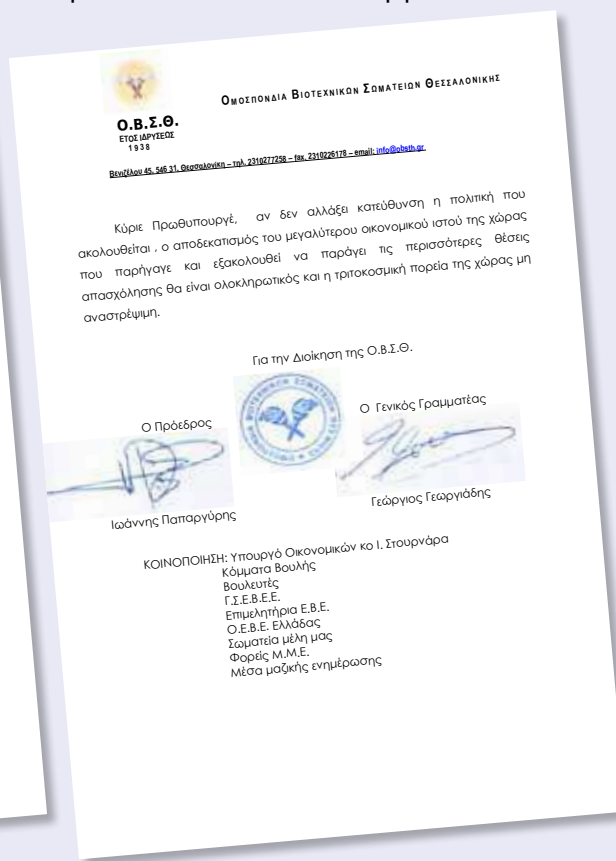 Ο.Β.Σ.Θ.
ΕΤΟΣ ΙΔΡΥΣΕΩΣ
1938
ΟΜΟΣΠΟΝΔΙΑ ΒΙΟΤΕΧΝΙΚΩΝ ΣΩΜΑΤΕΙΩΝ ΘΕΣΣΑΛΟΝΙΚΗΣ
Βενιζέλου 45, 546 31, Θεσσαλονίκη – τηλ. 2310277258 – fax. 2310226178 – email: info@obsth.gr
Κύριε Πρωθυπουργέ, αν δεν αλλάξει κατεύθυνση η πολιτική που
ακολουθείται , ο αποδεκατισμός του μεγαλύτερου οικονομικού ιστού της χώρας
που παρήγαγε και εξακολουθεί να παράγει τις περισσότερες θέσεις
απασχόλησης θα είναι ολοκληρωτικός και η τριτοκοσμική πορεία της χώρας μη
αναστρέψιμη.
Για την Διοίκηση της Ο.Β.Σ.Θ.
Ο Πρόεδρος
Ο Γενικός Γραμματέας
Ιωάννης Παπαργύρης
Γεώργιος Γεωργιάδης
ΚΟΙΝΟΠΟΙΗΣΗ: Υπουργό Οικονομικών κο Ι. Στουρνάρα
Κόμματα Βουλής
Βουλευτές
Γ.Σ.Ε.Β.Ε.Ε.
Επιμελητήρια Ε.Β.Ε.
Ο.Ε.Β.Ε. Ελλάδας
Σωματεία μέλη μας
Φορείς Μ.Μ.Ε.
Μέσα μαζικής ενημέρωσης